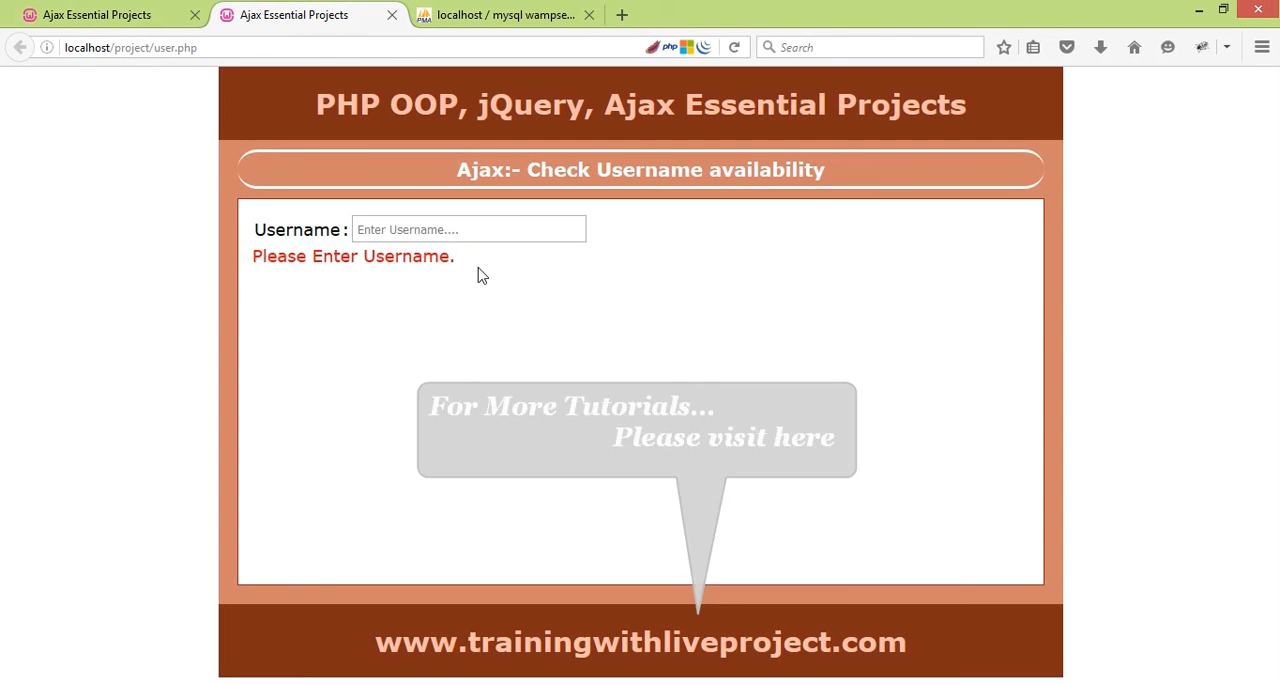 Ajax Essential Projects
Ajax Essential Projects
localhost / mysql wampse...
localhost/project/user.php
php
Search
PHP OOP, jQuery, Ajax Essential Projects
Ajax:- Check Username availability
Username : Enter Username....
Please Enter Username.
For More Tutorials...
Please visit here
www.trainingwithliveproject.com